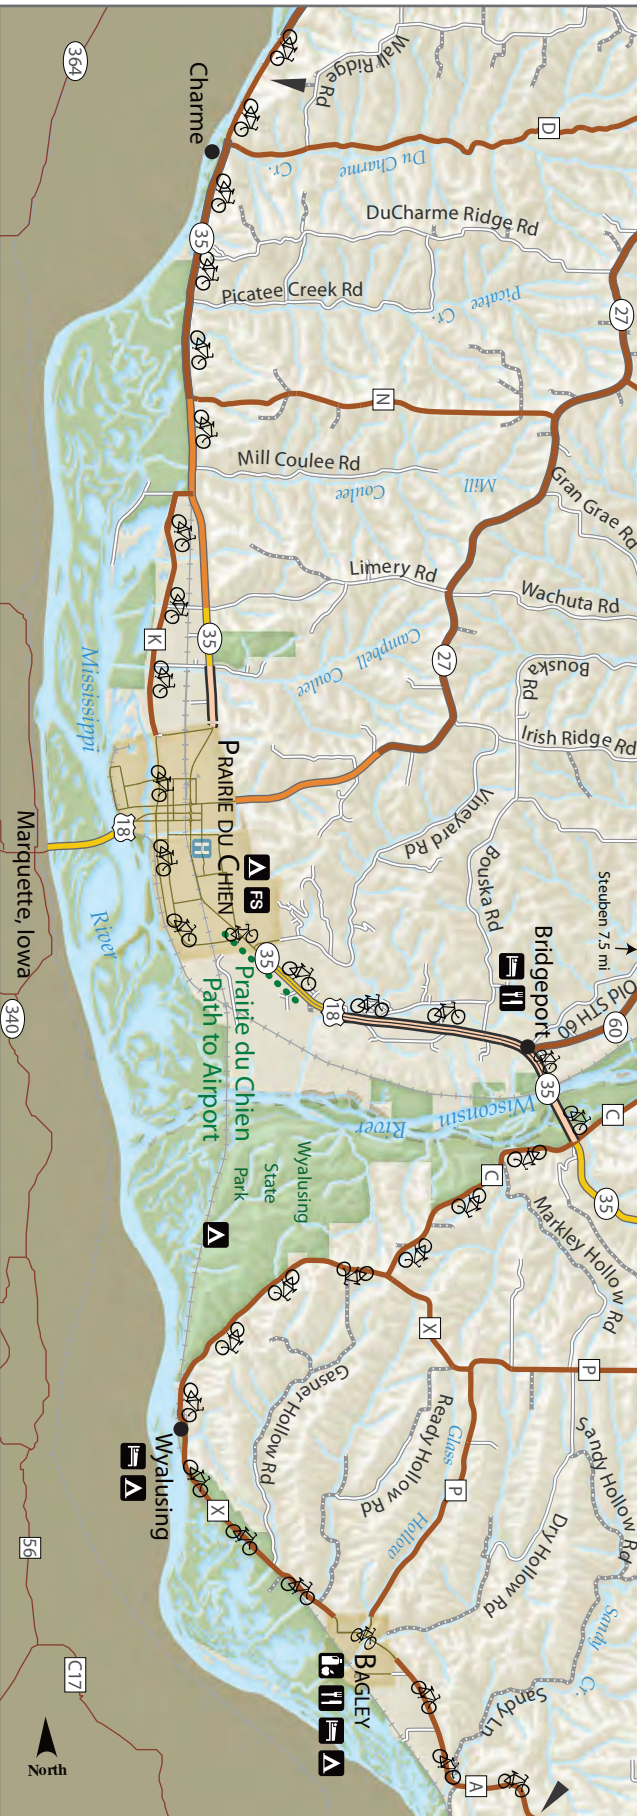 364
Wall Ridge Rd
Charme
D
Du Charme
Cr.
DuCharme Ridge Rd
35
Picatee Creek Rd
Picatee
Cr.
27
N
Mill Coulee Rd
Mill
Coulee
Gran Grae Rd
Limery Rd
Wachuta Rd
K
35
27
Campbell
Coulee
Bouska
Rd
Irish Ridge Rd
Mississippi
River
PRAIRIE DU CHIEN
18
Marquette, Iowa
H
FS
Vineyard Rd
Bouska Rd
Steuben 7.5 mi
Bridgeport
Old STH 60
60
35
18
Prairie du Chien
Path to Airport
340
35
C
Wisconsin
River
Wyalusing
State
Park
C
35
Markley Hollow Rd
X
P
Gasner Hollow Rd
Ready Hollow Rd
Glass
Hollow
P
Sandy Hollow Rd
Dry Hollow Rd
Wyalusing
X
56
Sandy
Cr.
Sandy Ln
BAGLEY
C17
A
North